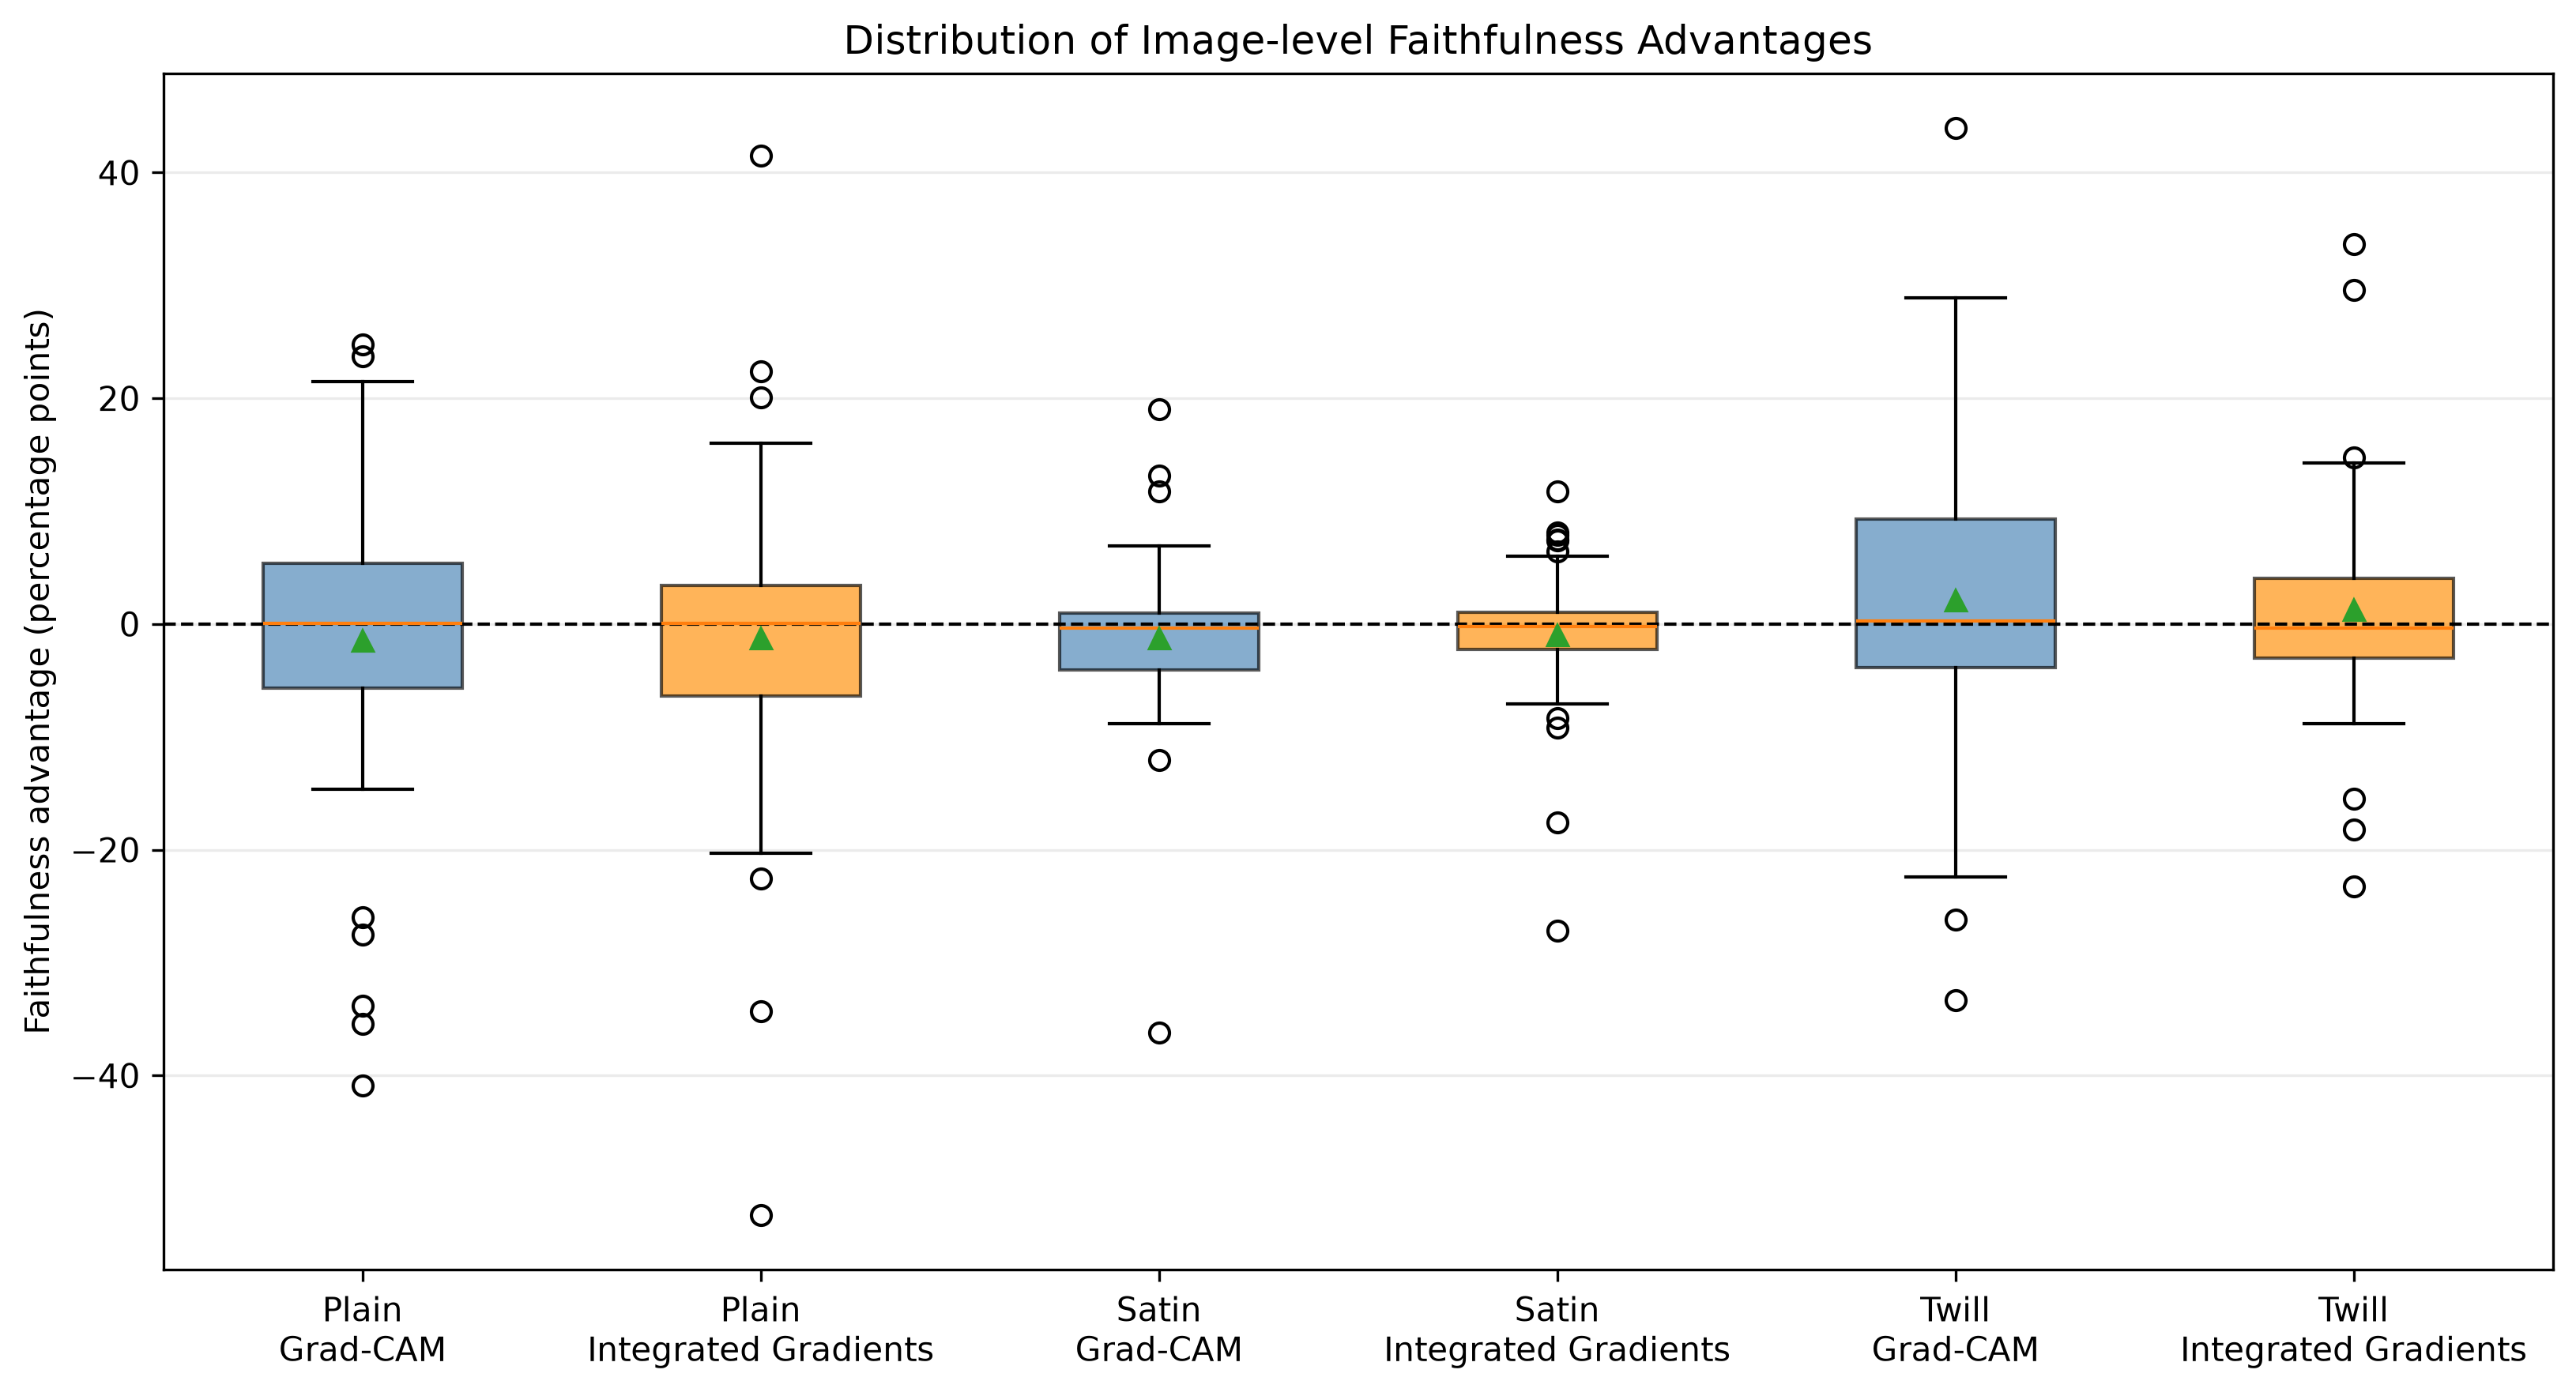 Distribution of Image-level Faithfulness Advantages
Faithfulness advantage (percentage points)
40
20
0
−20
−40
Plain
Grad-CAM
Plain
Integrated Gradients
Satin
Grad-CAM
Satin
Integrated Gradients
Twill
Grad-CAM
Twill
Integrated Gradients